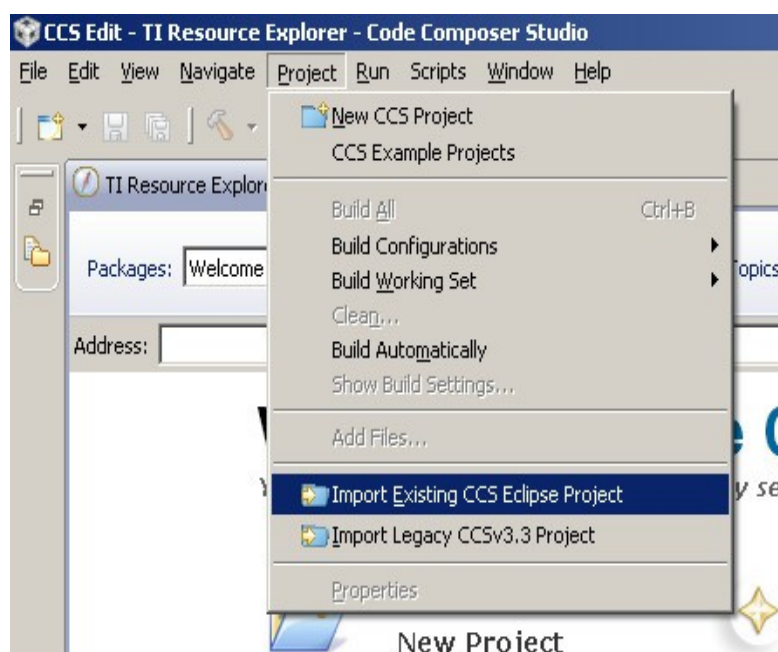 CCS Edit - TI Resource Explorer - Code Composer Studio
File Edit View Navigate Project Run Scripts Window Help
New CCS Project
CCS Example Projects
TI Resource Explor
Build All Ctrl+B
Build Configurations
Packages: Welcome
opics
Build Working Set
Clean...
Address:
Build Automatically
Show Build Settings...
Add Files...
Import Existing CCS Eclipse Project
y se
Import Legacy CCSv3.3 Project
Properties
New Project